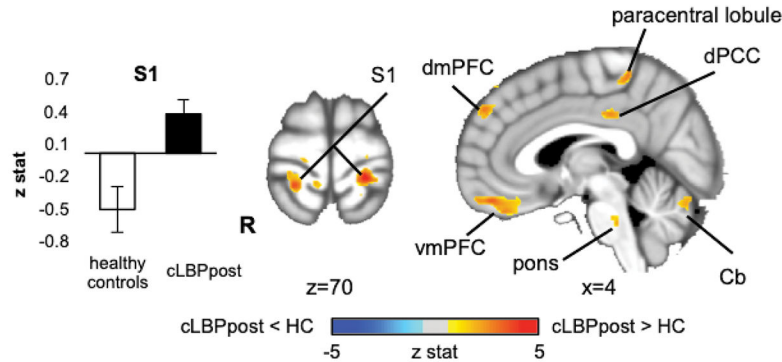 S1
0.7
0.4
0.1
-0.2
-0.5
-0.8
z stat
healthy
controls
cLBPpost
S1
R
z=70
paracentral lobule
dPCC
dmPFC
vmPFC
pons
Cb
x=4
cLBPpost < HC
cLBPpost > HC
-5
z stat
5